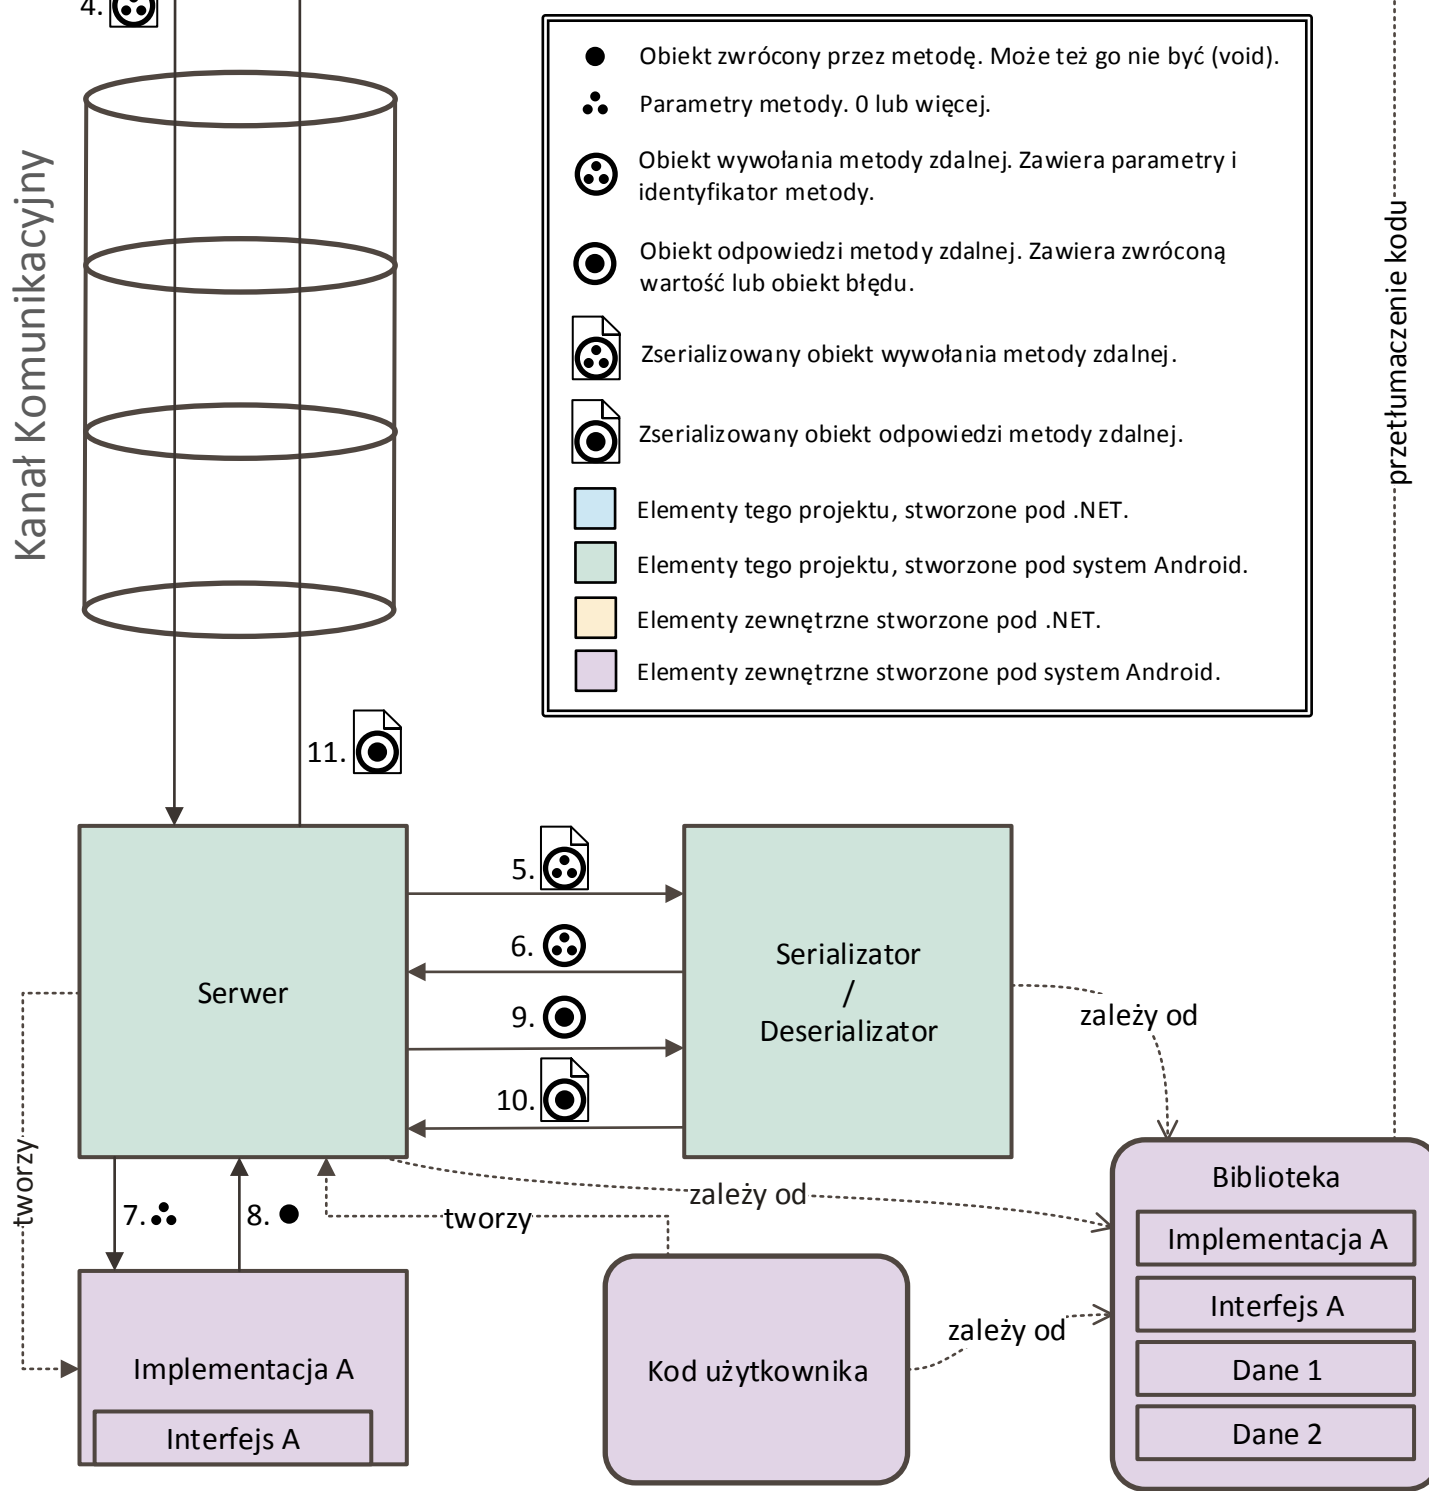 4.
Obiekt zwrócony przez metodę. Może też go nie być (void).
Parametry metody. 0 lub więcej.
Obiekt wywołania metody zdalnej. Zawiera parametry i
identyfikator metody.
Obiekt odpowiedzi metody zdalnej. Zawiera zwróconą
wartość lub obiekt błędu.
Zserializowany obiekt wywołania metody zdalnej.
Zserializowany obiekt odpowiedzi metody zdalnej.
Elementy tego projektu, stworzone pod .NET.
Elementy tego projektu, stworzone pod system Android.
Elementy zewnętrzne stworzone pod .NET.
Elementy zewnętrzne stworzone pod system Android.
Kanał Komunikacyjny
przetłumaczenie kodu
11.
5.
6.
9.
10.
Serwer
Serializator
/
Deserializator
zależy od
tworzy
7.
8.
tworzy
zależy od
zależy od
Implementacja A
Interfejs A
Kod użytkownika
Biblioteka
Implementacja A
Interfejs A
Dane 1
Dane 2